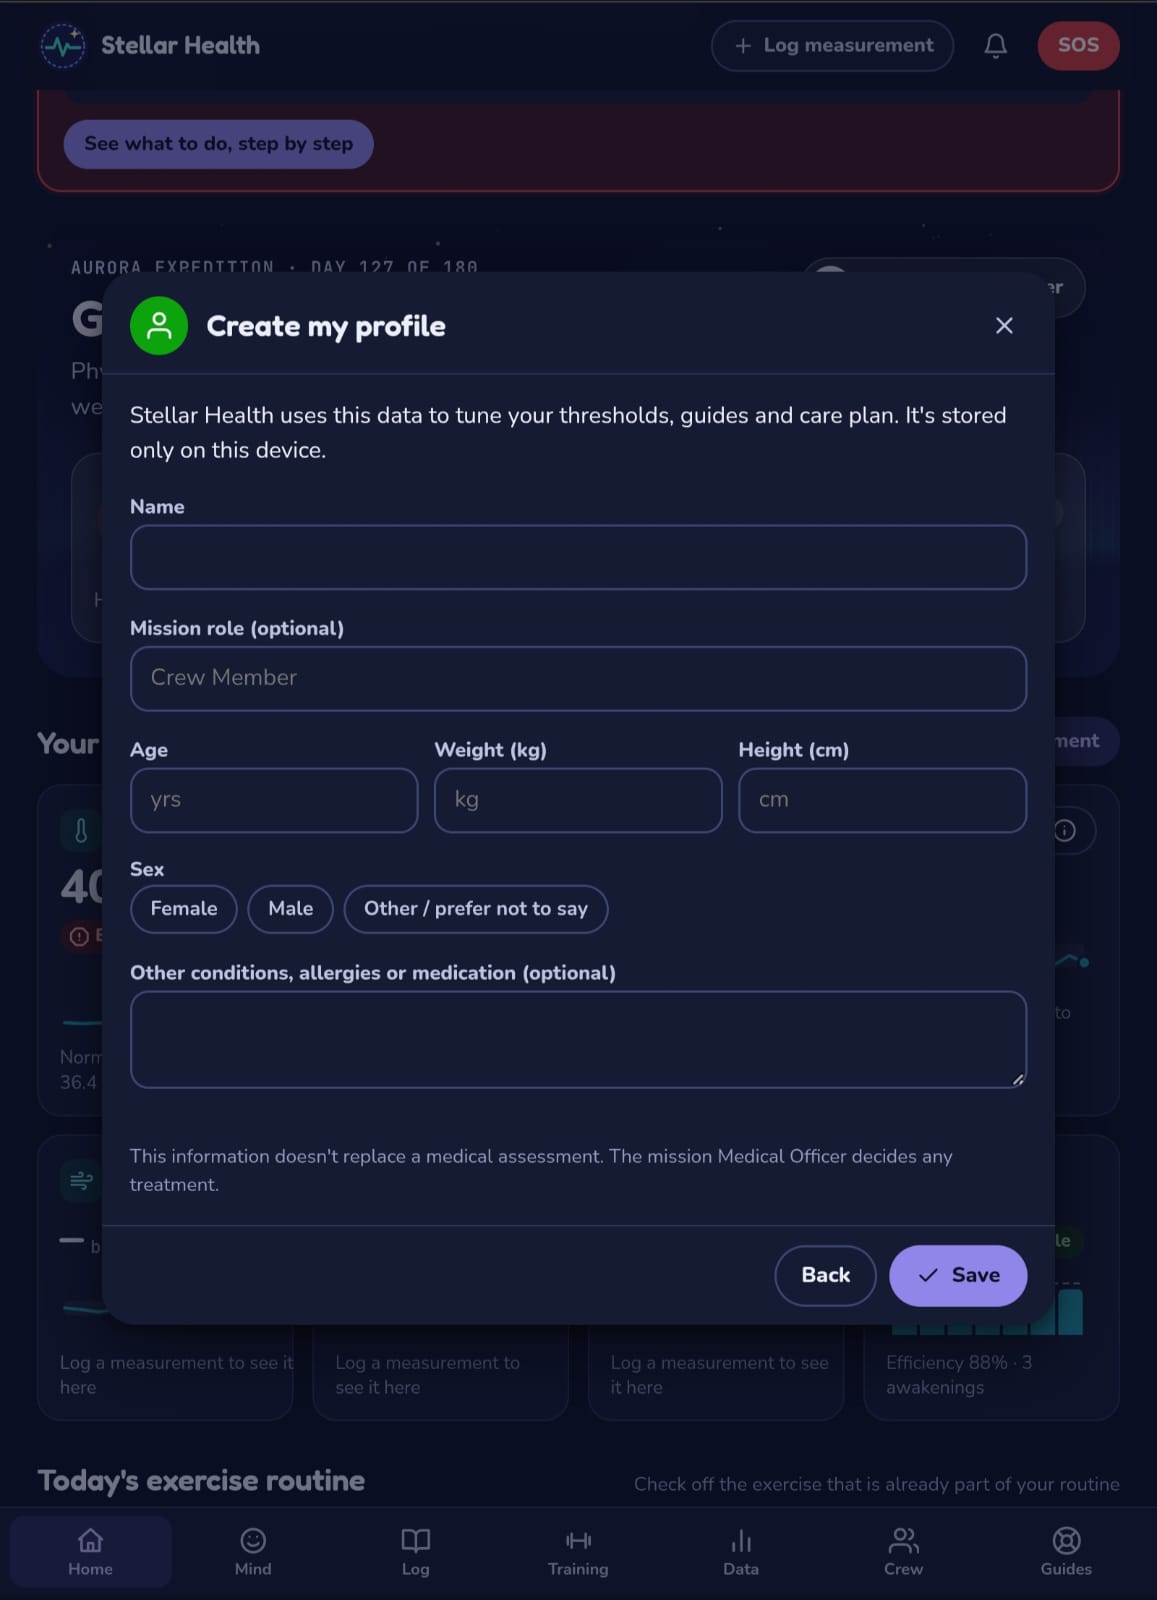 Stellar Health
Log measurement
SOS
See what to do, step by step
AURORA EXPEDITION · DAY 127 OF 180
Create my profile
Stellar Health uses this data to tune your thresholds, guides and care plan. It's stored
only on this device.
Name
Mission role (optional)
Crew Member
Age
Weight (kg)
Height (cm)
yrs
kg
cm
Your
Sex
Female
Male
Other / prefer not to say
Other conditions, allergies or medication (optional)
36.4
This information doesn't replace a medical assessment. The mission Medical Officer decides any
treatment.
Back
Save
Log a measurement to see it
here
Log a measurement to
see it here
Log a measurement to see
it here
Efficiency 88% · 3
awakenings
Today's exercise routine
Check off the exercise that is already part of your routine
Home
Mind
Log
Training
Data
Crew
Guides